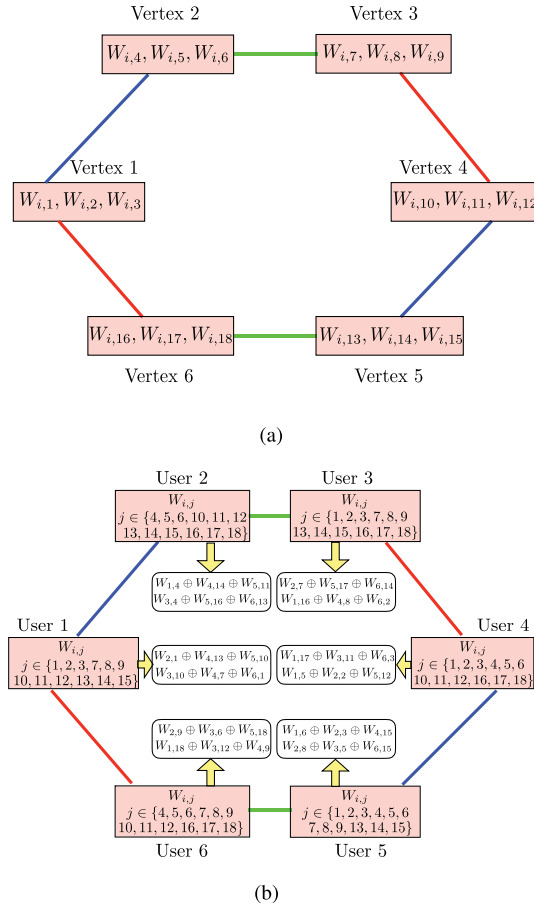 Vertex 2
Vertex 3
W_{i,4}, W_{i,5}, W_{i,6}
W_{i,7}, W_{i,8}, W_{i,9}
Vertex 1
Vertex 4
W_{i,1}, W_{i,2}, W_{i,3}
W_{i,10}, W_{i,11}, W_{i,12}
W_{i,16}, W_{i,17}, W_{i,18}
W_{i,13}, W_{i,14}, W_{i,15}
Vertex 6
Vertex 5
(a)
User 2
User 3
W_{i,j}
j ∈ {4, 5, 6, 10, 11, 12
13, 14, 15, 16, 17, 18}
W_{i,j}
j ∈ {1, 2, 3, 7, 8, 9
13, 14, 15, 16, 17, 18}
W_{1,4} ⊕ W_{4,14} ⊕ W_{5,11}
W_{3,4} ⊕ W_{5,16} ⊕ W_{6,13}
W_{2,7} ⊕ W_{5,17} ⊕ W_{6,14}
W_{1,16} ⊕ W_{4,8} ⊕ W_{6,2}
User 1
User 4
W_{i,j}
j ∈ {1, 2, 3, 7, 8, 9
10, 11, 12, 13, 14, 15}
W_{2,1} ⊕ W_{4,13} ⊕ W_{5,10}
W_{3,10} ⊕ W_{4,7} ⊕ W_{6,1}
W_{1,17} ⊕ W_{3,11} ⊕ W_{6,3}
W_{1,5} ⊕ W_{2,2} ⊕ W_{5,12}
W_{i,j}
j ∈ {1, 2, 3, 4, 5, 6
10, 11, 12, 16, 17, 18}
W_{2,9} ⊕ W_{3,6} ⊕ W_{5,18}
W_{1,18} ⊕ W_{3,12} ⊕ W_{4,9}
W_{1,6} ⊕ W_{2,3} ⊕ W_{4,15}
W_{2,8} ⊕ W_{3,5} ⊕ W_{6,15}
W_{i,j}
j ∈ {4, 5, 6, 7, 8, 9
10, 11, 12, 16, 17, 18}
W_{i,j}
j ∈ {1, 2, 3, 4, 5, 6
7, 8, 9, 13, 14, 15}
User 6
User 5
(b)